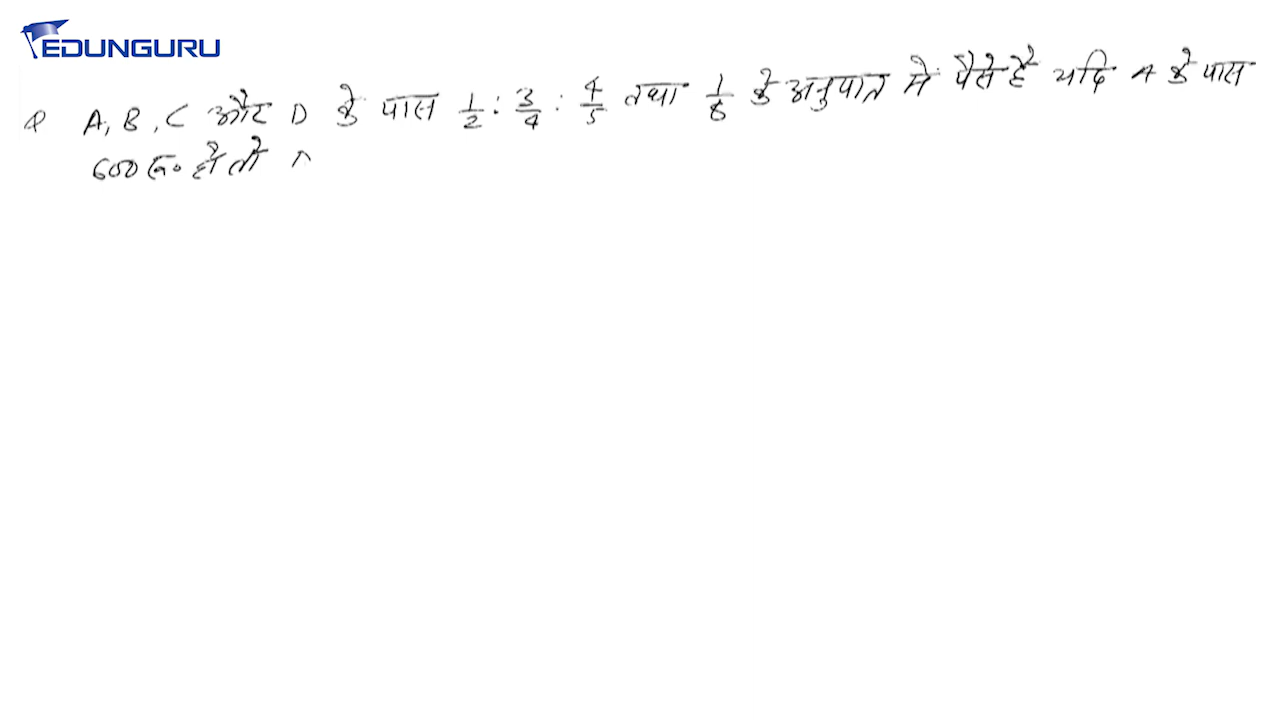 EDUNGURU
Q A, B, C और D के पास 1/2 : 3/4 : 4/5 तथा 1/8 के अनुपात में पैसे हैं यदि A के पास
600 रु० हो तो